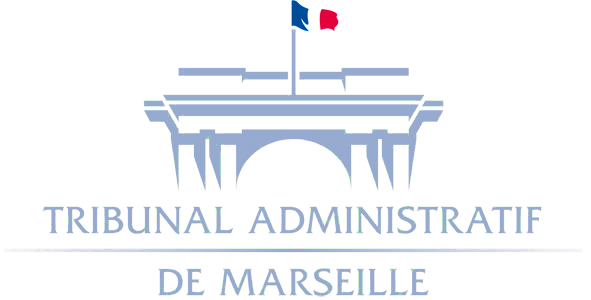 TRIBUNAL ADMINISTRATIF
DE MARSEILLE